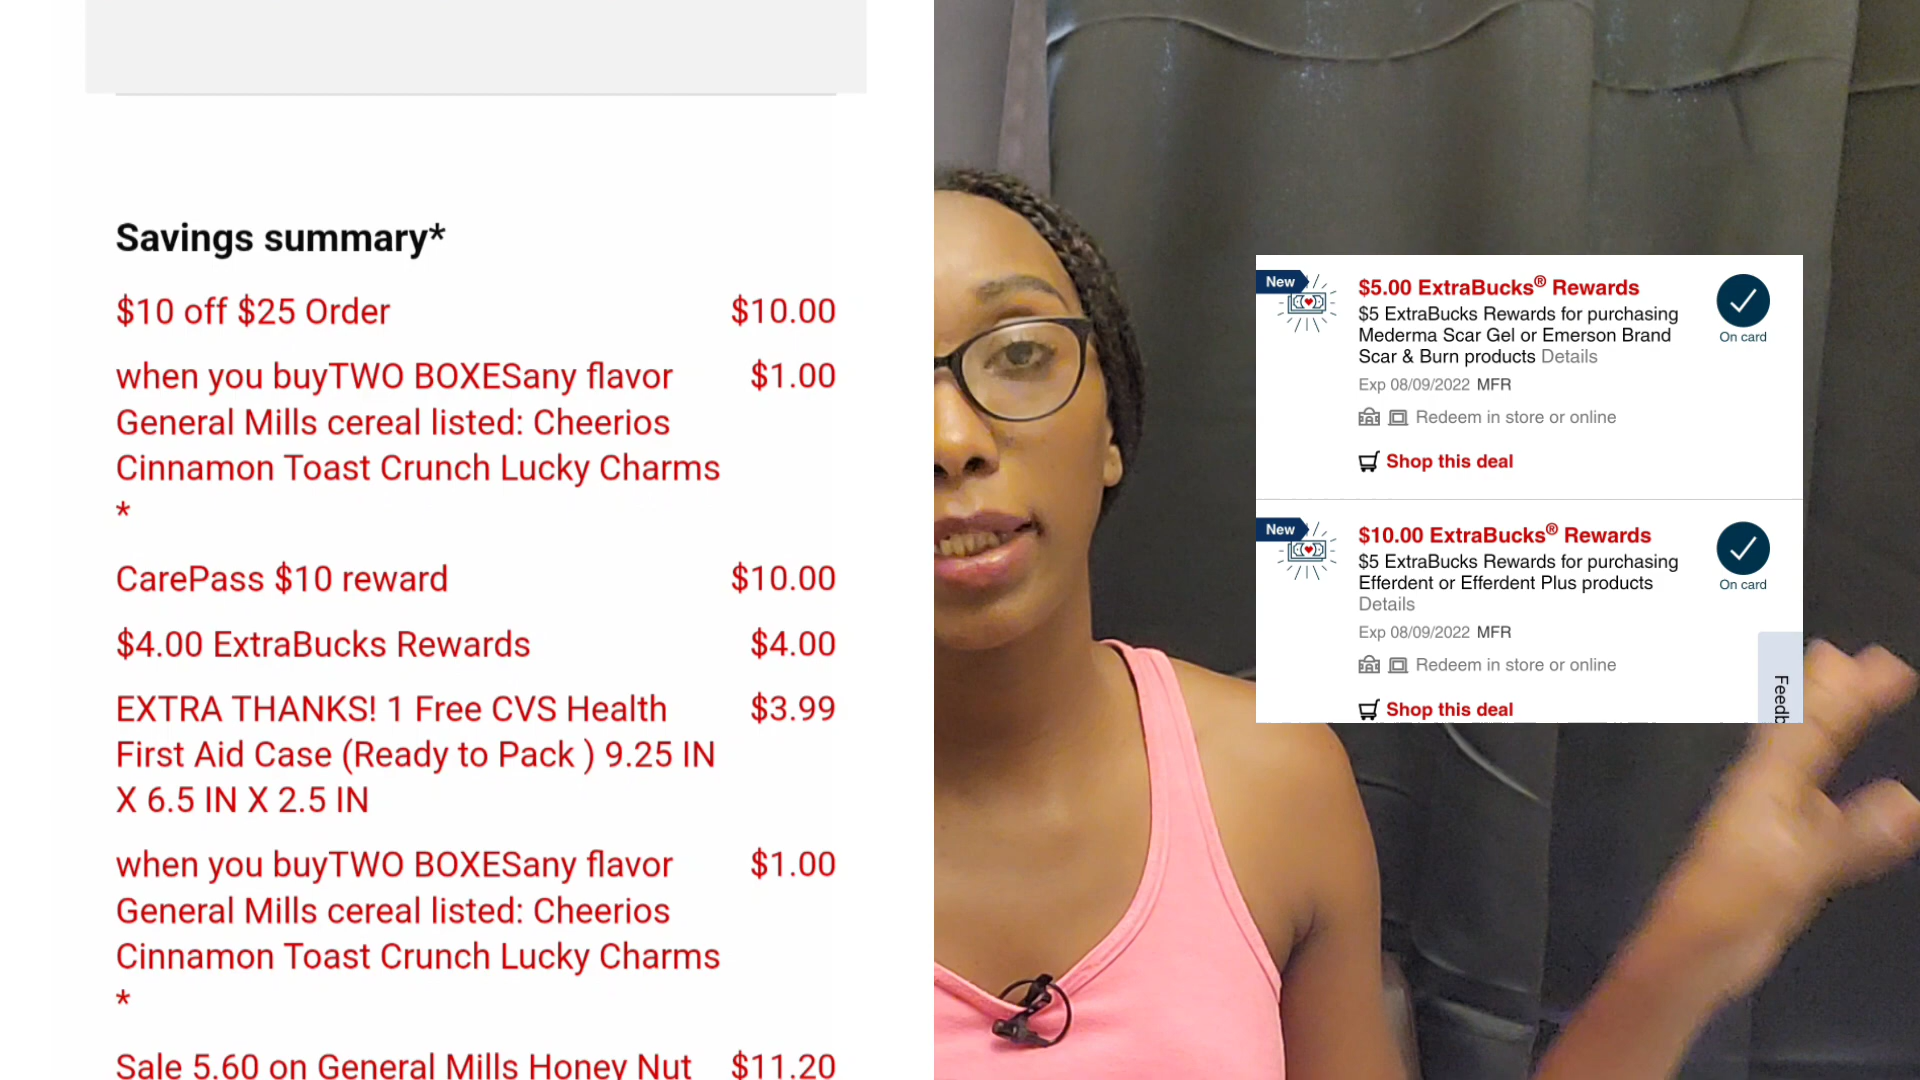 Savings summary*
$10 off $25 Order $10.00
when you buyTWO BOXESany flavor $1.00
General Mills cereal listed: Cheerios
Cinnamon Toast Crunch Lucky Charms
*
CarePass $10 reward $10.00
$4.00 ExtraBucks Rewards $4.00
EXTRA THANKS! 1 Free CVS Health $3.99
First Aid Case (Ready to Pack ) 9.25 IN
X 6.5 IN X 2.5 IN
when you buyTWO BOXESany flavor $1.00
General Mills cereal listed: Cheerios
Cinnamon Toast Crunch Lucky Charms
*
Sale 5.60 on General Mills Honey Nut $11.20
New
$5.00 ExtraBucks® Rewards
$5 ExtraBucks Rewards for purchasing
Mederma Scar Gel or Emerson Brand
Scar & Burn products Details
On card
Exp 08/09/2022 MFR
Redeem in store or online
Shop this deal
New
$10.00 ExtraBucks® Rewards
$5 ExtraBucks Rewards for purchasing
Efferdent or Efferdent Plus products
Details
On card
Exp 08/09/2022 MFR
Redeem in store or online
Shop this deal